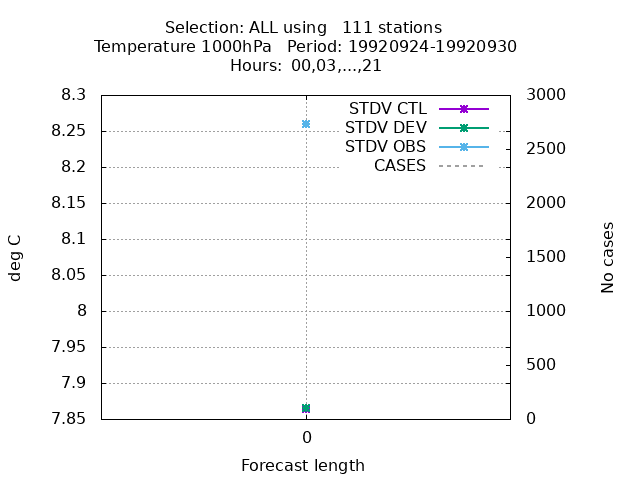 Selection: ALL using   111 stations
Temperature 1000hPa   Period: 19920924-19920930
Hours:  00,03,...,21
8.3
8.25
8.2
8.15
8.1
8.05
8
7.95
7.9
7.85
deg C
STDV CTL
STDV DEV
STDV OBS
CASES
3000
2500
2000
1500
1000
500
0
No cases
0
Forecast length